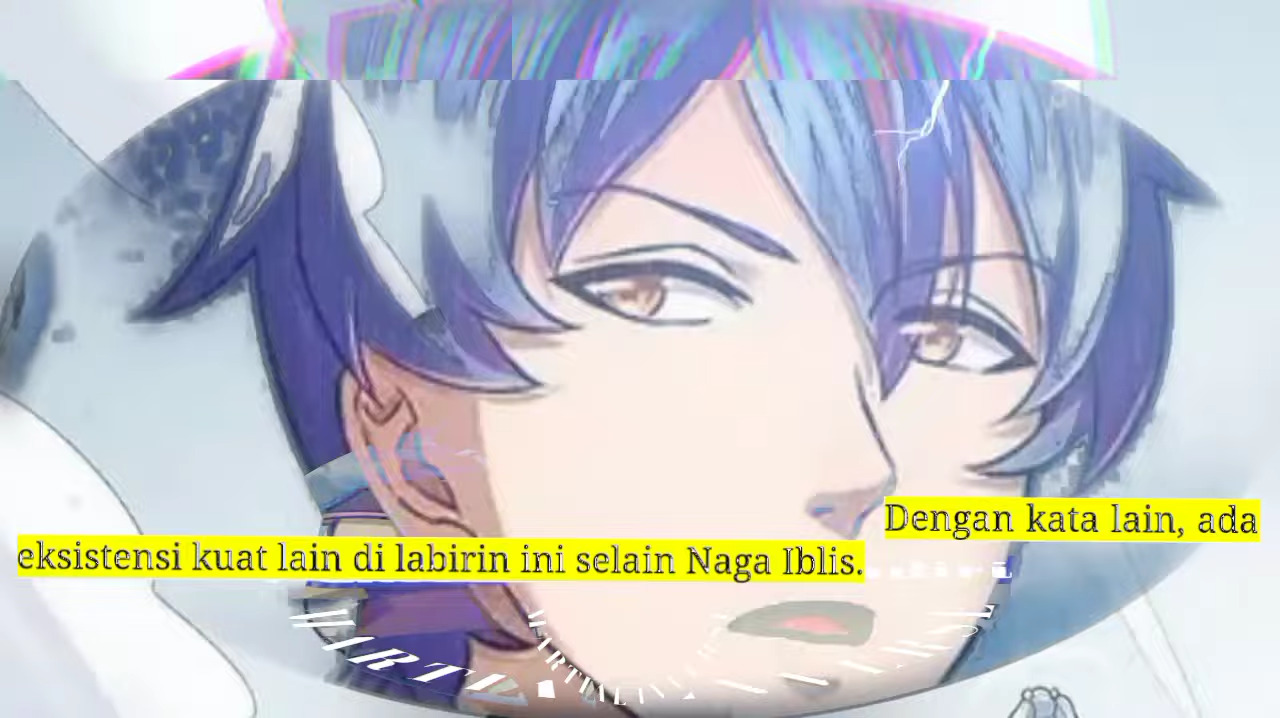 Dengan kata lain, ada
eksistensi kuat lain di labirin ini selain Naga Iblis.